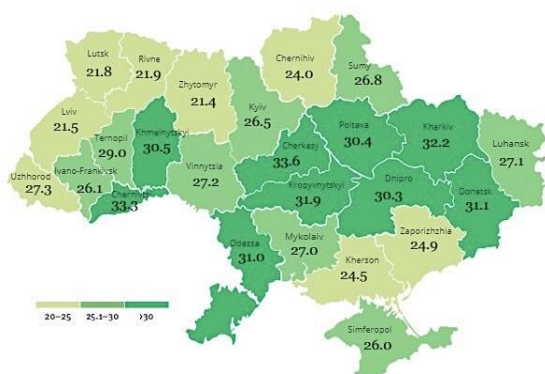 Lutsk
21.8
Rivne
21.9
Zhytomyr
21.4
Chernihiv
24.0
Sumy
26.8
Kyiv
26.5
Lviv
21.5
Ternopil
29.0
Khmelnytskyi
30.5
Poltava
30.4
Kharkiv
32.2
Luhansk
27.1
Cherkasy
33.6
Uzhhorod
27.3
Ivano-Frankivsk
26.1
Vinnytsia
27.2
Chernivtsi
33.3
Kropyvnytskyi
31.9
Dnipro
30.3
Donetsk
31.1
Odessa
31.0
Mykolaiv
27.0
Zaporizhzhia
24.9
Kherson
24.5
20–25
25.1–30
>30
Simferopol
26.0